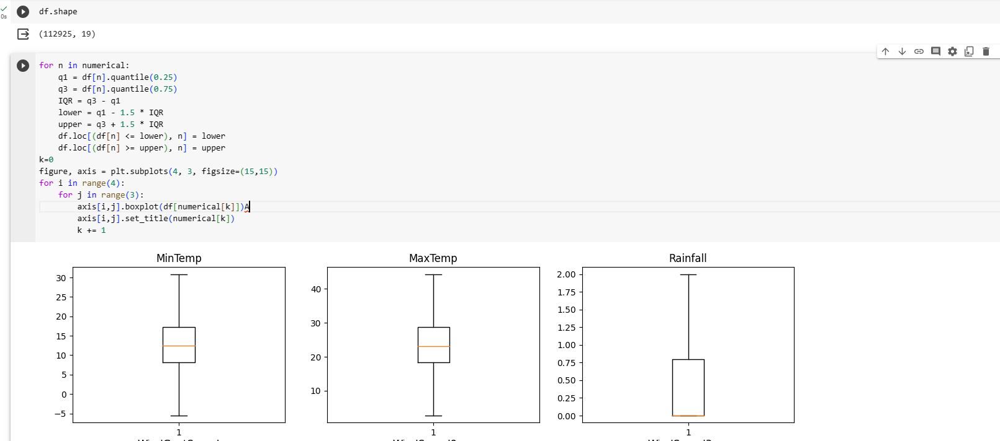 df.shape
0s
(112925, 19)
for n in numerical:
    q1 = df[n].quantile(0.25)
    q3 = df[n].quantile(0.75)
    IQR = q3 - q1
    lower = q1 - 1.5 * IQR
    upper = q3 + 1.5 * IQR
    df.loc[(df[n] <= lower), n] = lower
    df.loc[(df[n] >= upper), n] = upper
k=0
figure, axis = plt.subplots(4, 3, figsize=(15,15))
for i in range(4):
    for j in range(3):
        axis[i,j].boxplot(df[numerical[k]])A
        axis[i,j].set_title(numerical[k])
        k += 1
MinTemp
30
25
20
15
10
5
0
−5
1
MaxTemp
40
30
20
10
1
Rainfall
2.00
1.75
1.50
1.25
1.00
0.75
0.50
0.25
0.00
1